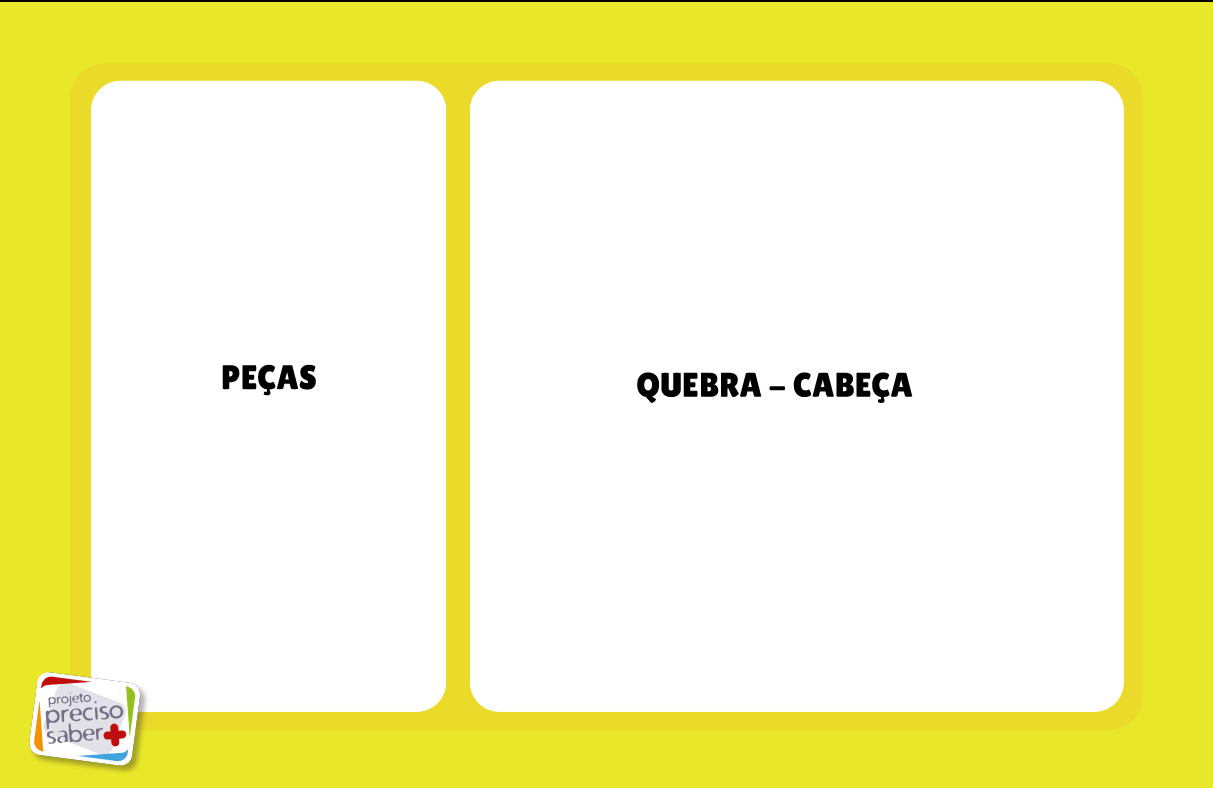 PEÇAS
QUEBRA – CABEÇA
projeto
preciso
saber+